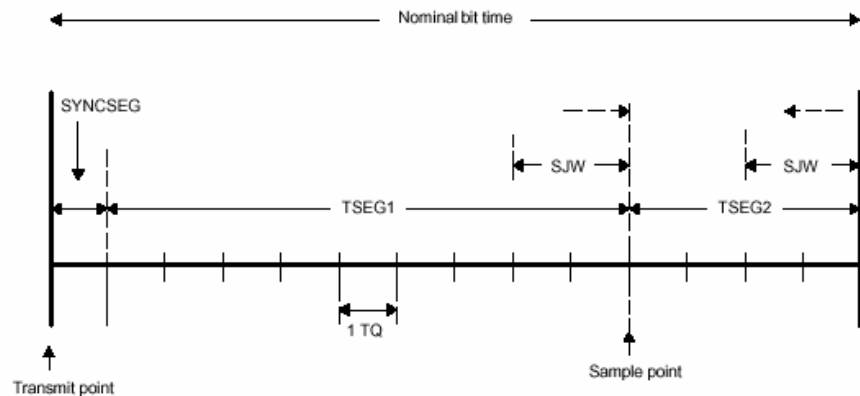 Nominal bit time
SYNCSEG
SJW
SJW
TSEG1
TSEG2
1 TQ
Sample point
Transmit point